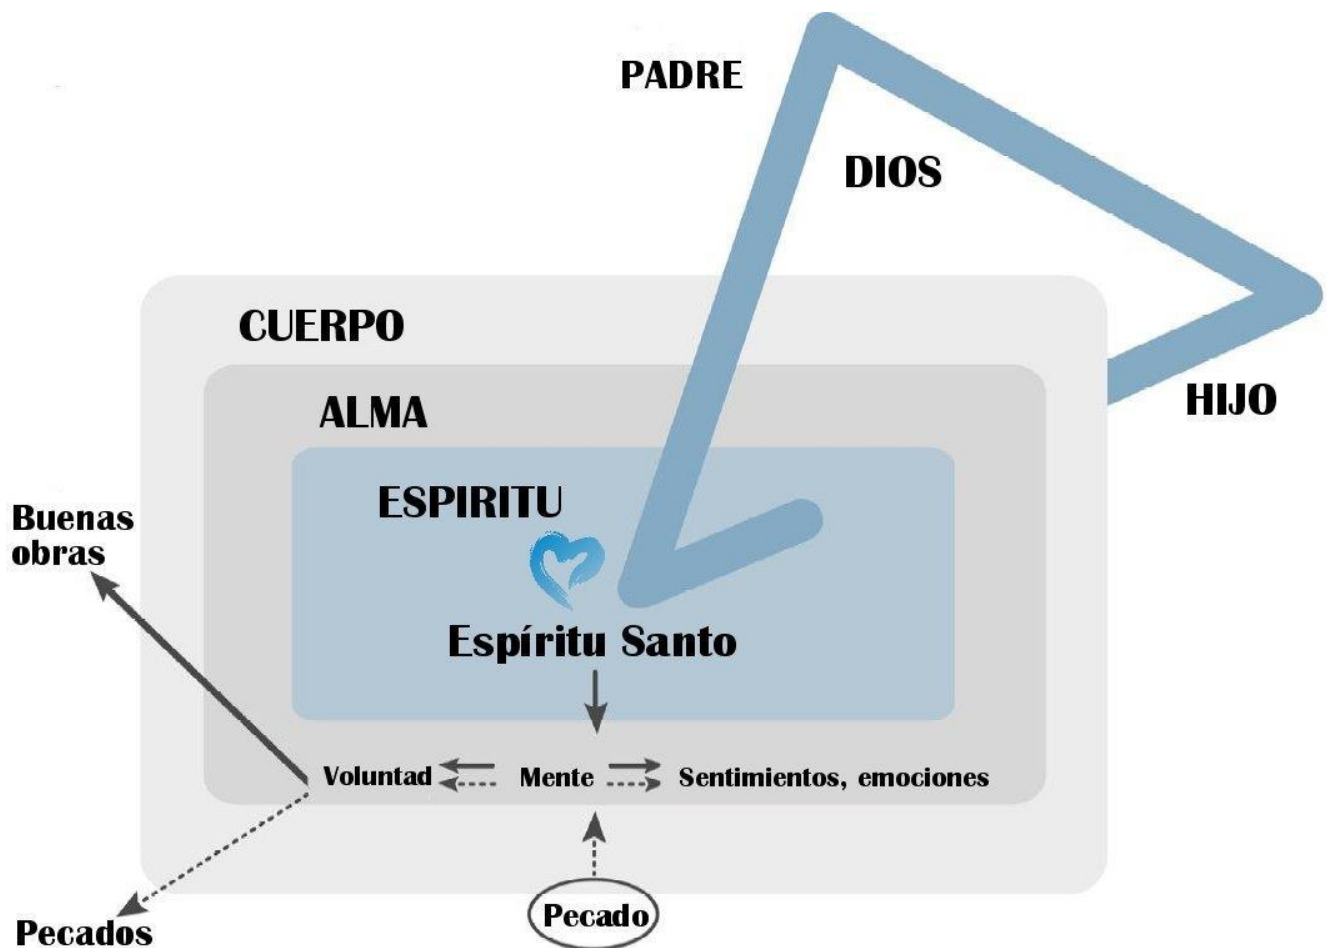 PADRE
DIOS
CUERPO
HIJO
ALMA
ESPIRITU
Buenas
obras
Espíritu Santo
Voluntad
Mente
Sentimientos, emociones
Pecado
Pecados